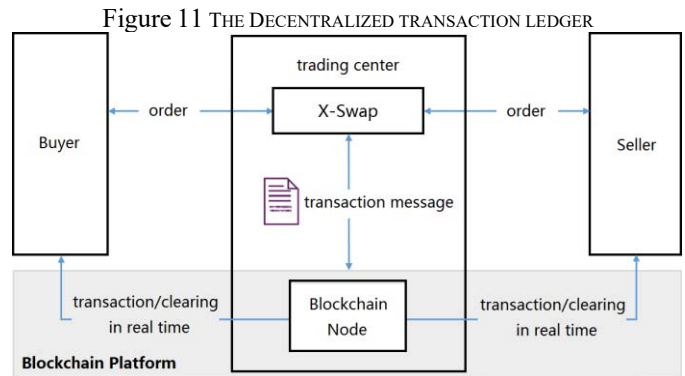 Figure 11 THE DECENTRALIZED TRANSACTION LEDGER
trading center
X-Swap
order
order
Buyer
Seller
transaction message
transaction/clearing
in real time
Blockchain
Node
transaction/clearing
in real time
Blockchain Platform